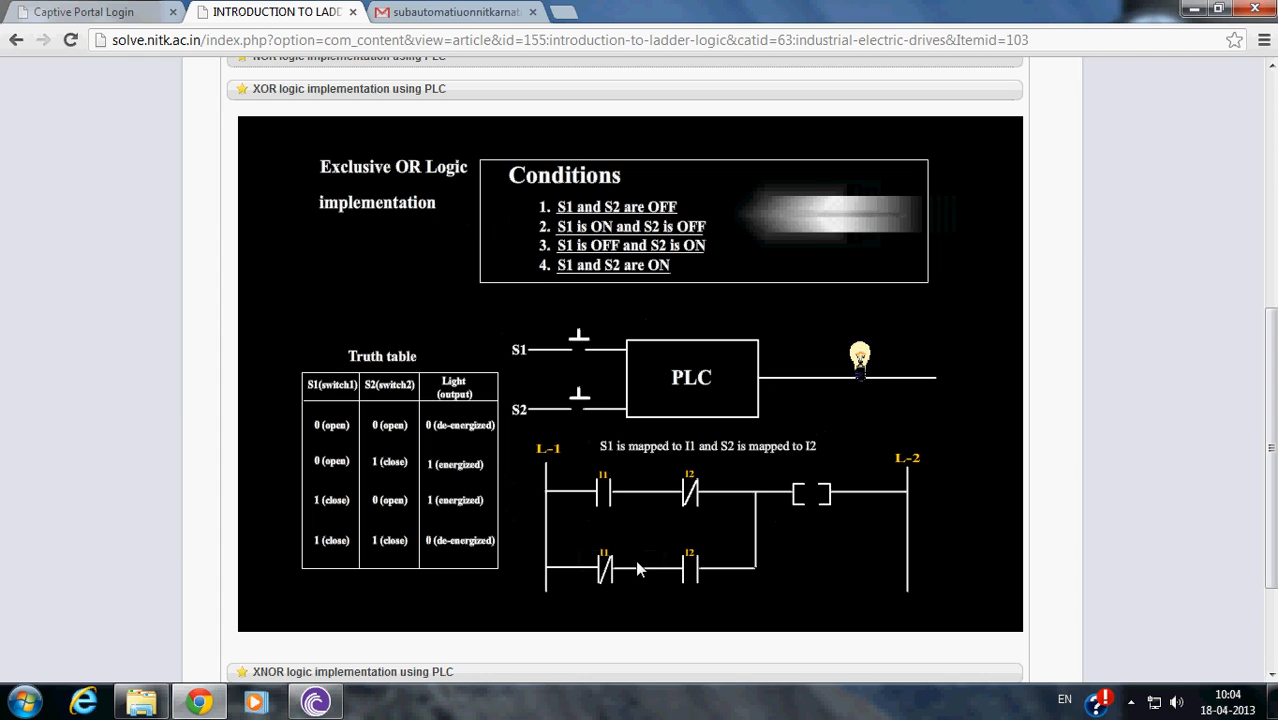 Captive Portal Login
INTRODUCTION TO LADD
subautomatiuonnitkarnat
solve.nitk.ac.in/index.php?option=com_content&view=article&id=155:introduction-to-ladder-logic&catid=63:industrial-electric-drives&Itemid=103
NOR logic implementation using PLC
XOR logic implementation using PLC
Exclusive OR Logic
implementation
Conditions
1. S1 and S2 are OFF
2. S1 is ON and S2 is OFF
3. S1 is OFF and S2 is ON
4. S1 and S2 are ON
S1
S2
PLC
Truth table
S1(switch1) S2(switch2) Light (output)
0 (open) 0 (open) 0 (de-energized)
0 (open) 1 (close) 1 (energized)
1 (close) 0 (open) 1 (energized)
1 (close) 1 (close) 0 (de-energized)
S1 is mapped to I1 and S2 is mapped to I2
L-1
L-2
I1 I2
I1 I2
XNOR logic implementation using PLC
EN
10:04
18-04-2013